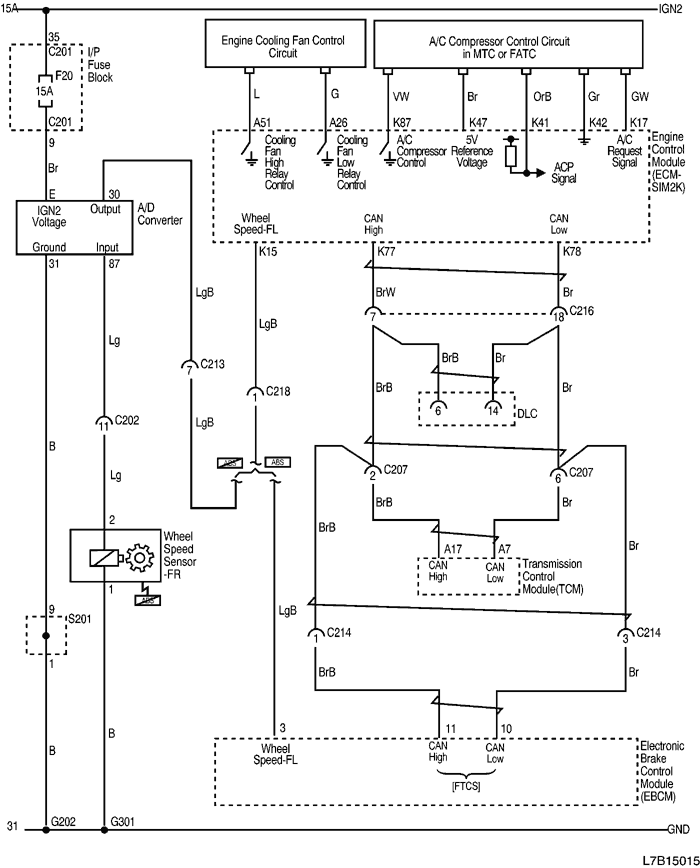 15A
IGN2
35
C201
I/P
Fuse
Block
F20
15A
C201
9
Br
Engine Cooling Fan Control
Circuit
A/C Compressor Control Circuit
in MTC or FATC
L
G
VW
Br
OrB
Gr
GW
A51
A26
K87
K47
K41
K42
K17
Cooling
Fan
High
Relay
Control
Cooling
Fan
Low
Relay
Control
A/C
Compressor
Control
5V
Reference
Voltage
ACP
Signal
A/C
Request
Signal
Engine
Control
Module
(ECM-
SIM2K)
Wheel
Speed-FL
CAN
High
CAN
Low
K15
K77
K78
E
30
IGN2
Voltage
Output
A/D
Converter
Ground
Input
31
87
LgB
LgB
BrW
Br
7
18
C216
Lg
7
C213
1
C218
BrB
Br
BrB
Br
6
14
DLC
11
C202
LgB
B
ABS
ABS
Lg
2
C207
6
C207
BrB
Br
2
Wheel
Speed
Sensor
-FR
1
ABS
BrB
Br
A17
A7
CAN
High
CAN
Low
Transmission
Control
Module(TCM)
LgB
9
S201
1
1
C214
3
C214
BrB
Br
B
B
3
11
10
Wheel
Speed-FL
CAN
High
CAN
Low
[FTCS]
Electronic
Brake
Control
Module
(EBCM)
31
G202
G301
GND
L7B15015